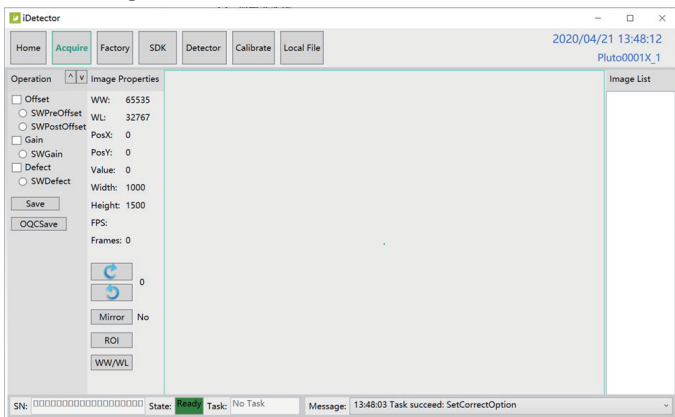 iDetector
Home Acquire Factory SDK Detector Calibrate Local File
2020/04/21 13:48:12
Pluto0001X_1
Operation ^ v Image Properties
Image List
Offset
SWPreOffset
SWPostOffset
Gain
SWGain
Defect
SWDefect
Save
OQCSave
WW: 65535
WL: 32767
PosX: 0
PosY: 0
Value: 0
Width: 1000
Height: 1500
FPS:
Frames: 0
0
Mirror No
ROI
WW/WL
SN: State: Ready Task: No Task Message: 13:48:03 Task succeed: SetCorrectOption